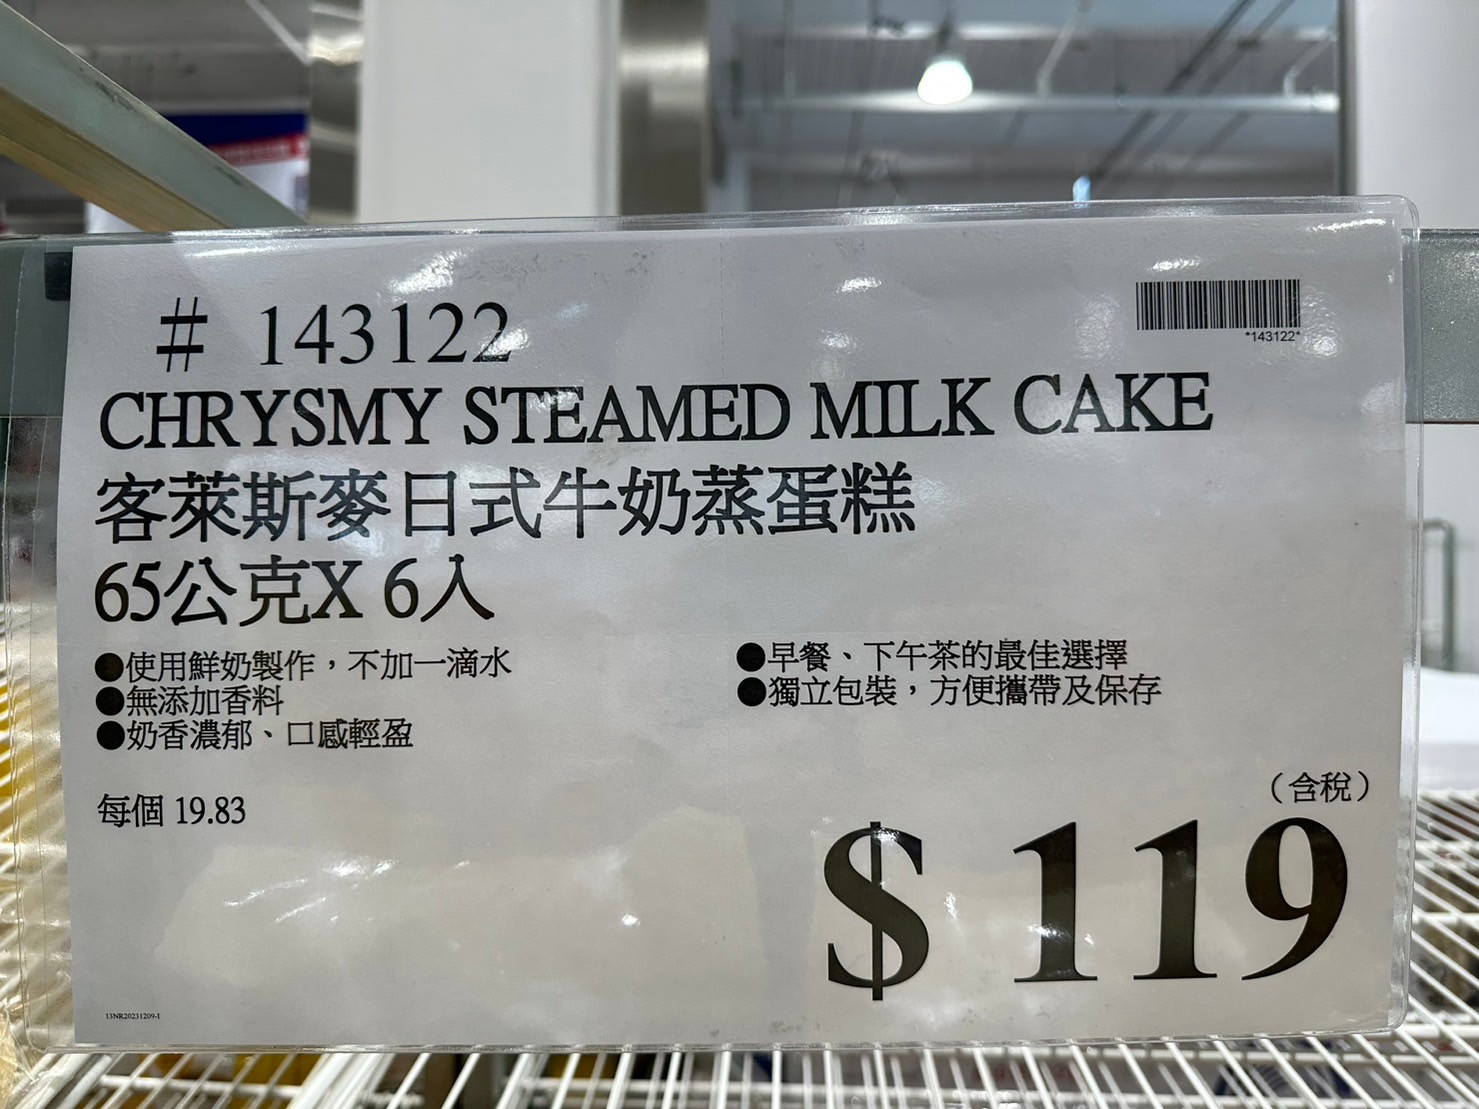 # 143122
*143122*
CHRYSMY STEAMED MILK CAKE
客萊斯麥日式牛奶蒸蛋糕
65公克X 6入
●使用鮮奶製作，不加一滴水
●無添加香料
●奶香濃郁、口感輕盈
●早餐、下午茶的最佳選擇
●獨立包裝，方便攜帶及保存
每個 19.83
（含稅）
$ 119
13NR20231209-1